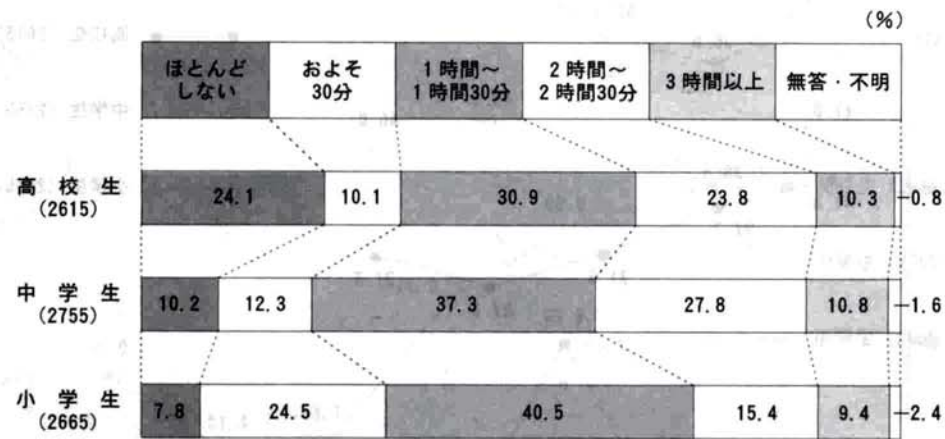 (%)
ほとんど
しない
およそ
30分
1時間～
1時間30分
2時間～
2時間30分
3時間以上
無答・不明
高校生
(2615)
24.1
10.1
30.9
23.8
10.3
0.8
中学生
(2755)
10.2
12.3
37.3
27.8
10.8
1.6
小学生
(2665)
7.8
24.5
40.5
15.4
9.4
2.4